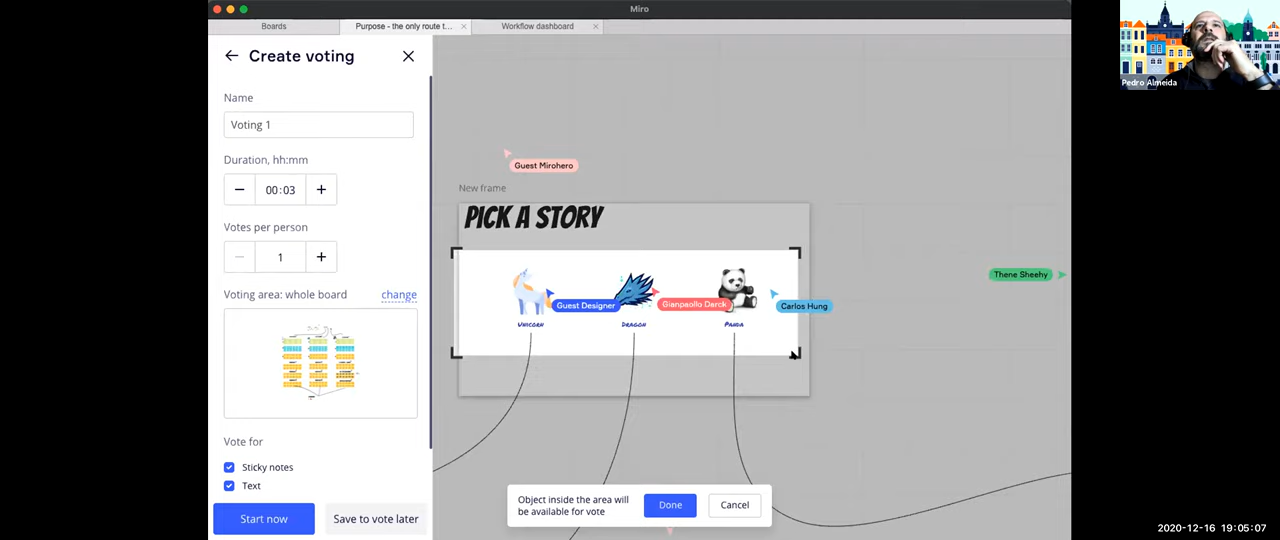 Miro
Boards
Purpose - the only route t...
Workflow dashboard
Create voting
Name
Voting 1
Duration, hh:mm
00:03
Votes per person
1
Voting area: whole board
change
Vote for
Sticky notes
Text
Start now
Save to vote later
Guest Mirohero
New frame
PICK A STORY
Thene Sheehy
Guest Designer
Gianpaollo Darck
Carlos Hung
UNICORN
DRAGON
PANDA
Object inside the area will
be available for vote
Done
Cancel
Pedro Almeida
2020-12-16 19:05:07